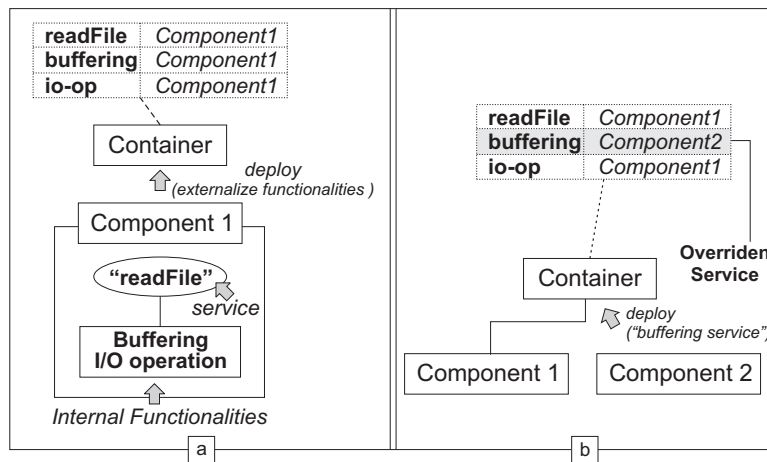 readFile Component1
buffering Component1
io-op Component1
Container
deploy
(externalize functionalities )
Component 1
“readFile”
service
Buffering
I/O operation
Internal Functionalities
a
readFile Component1
buffering Component2
io-op Component1
Overriden
Service
Container
deploy
(“buffering service”)
Component 1 Component 2
b